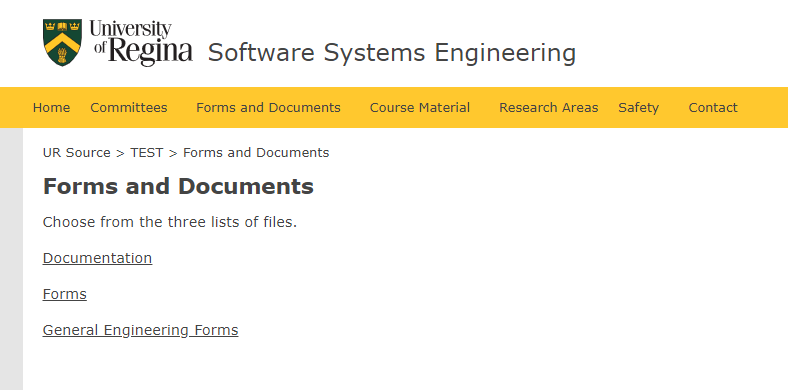 University
of Regina
Software Systems Engineering
Home Committees Forms and Documents Course Material Research Areas Safety Contact
UR Source > TEST > Forms and Documents
Forms and Documents
Choose from the three lists of files.
Documentation
Forms
General Engineering Forms